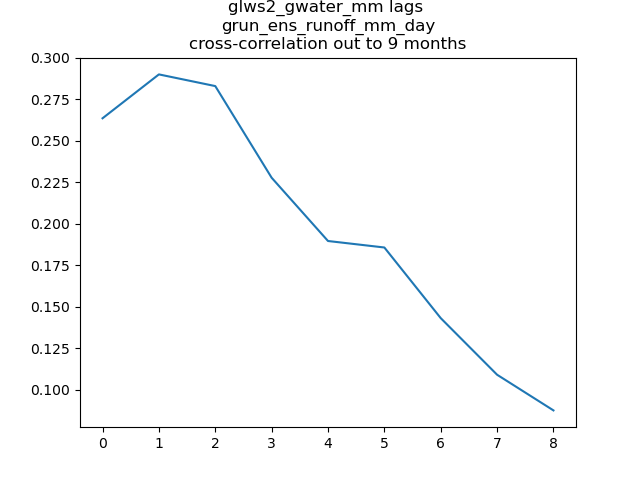 glws2_gwater_mm lags
grun_ens_runoff_mm_day
cross-correlation out to 9 months
0.300
0.275
0.250
0.225
0.200
0.175
0.150
0.125
0.100
0 1 2 3 4 5 6 7 8